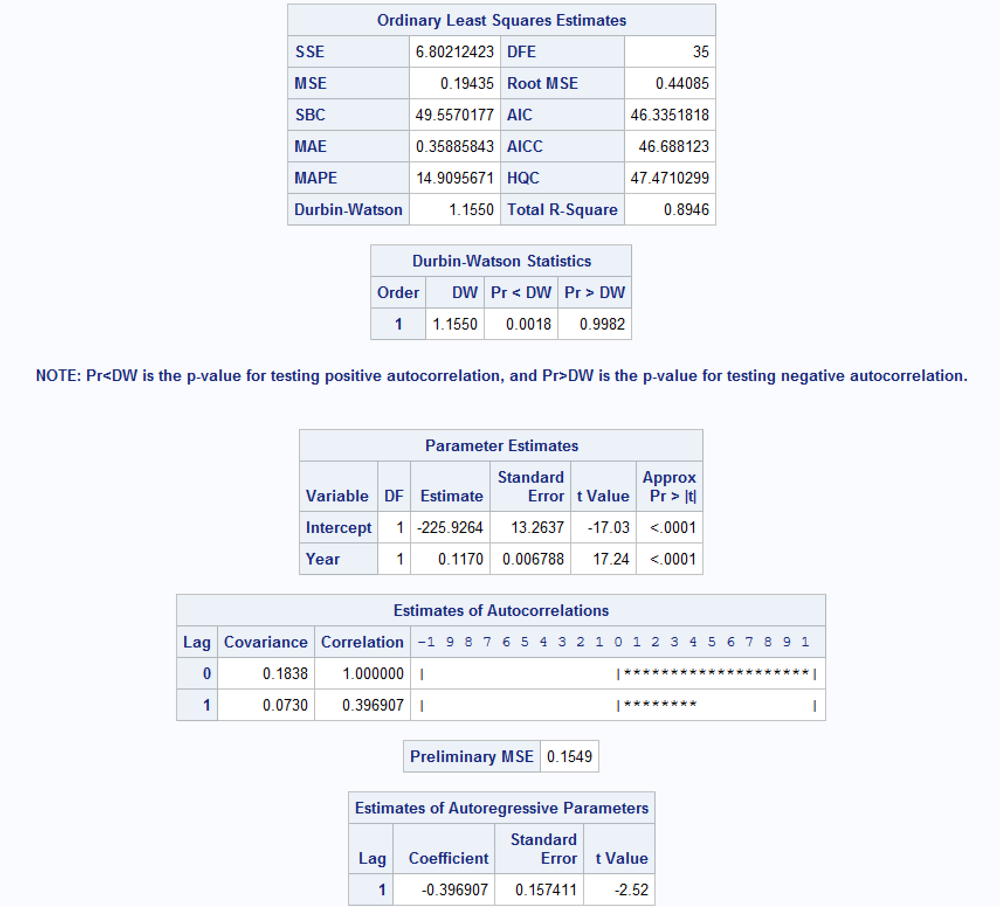 Ordinary Least Squares Estimates
SSE 6.80212423 DFE 35
MSE 0.19435 Root MSE 0.44085
SBC 49.5570177 AIC 46.3351818
MAE 0.35885843 AICC 46.688123
MAPE 14.9095671 HQC 47.4710299
Durbin-Watson 1.1550 Total R-Square 0.8946
Durbin-Watson Statistics
Order DW Pr < DW Pr > DW
1 1.1550 0.0018 0.9982
NOTE: Pr<DW is the p-value for testing positive autocorrelation, and Pr>DW is the p-value for testing negative autocorrelation.
Parameter Estimates
Variable DF Estimate Standard Error t Value Approx Pr > |t|
Intercept 1 -225.9264 13.2637 -17.03 <.0001
Year 1 0.1170 0.006788 17.24 <.0001
Estimates of Autocorrelations
Lag Covariance Correlation -1 9 8 7 6 5 4 3 2 1 0 1 2 3 4 5 6 7 8 9 1
0 0.1838 1.000000 | |********************|
1 0.0730 0.396907 | |******** |
Preliminary MSE 0.1549
Estimates of Autoregressive Parameters
Lag Coefficient Standard Error t Value
1 -0.396907 0.157411 -2.52